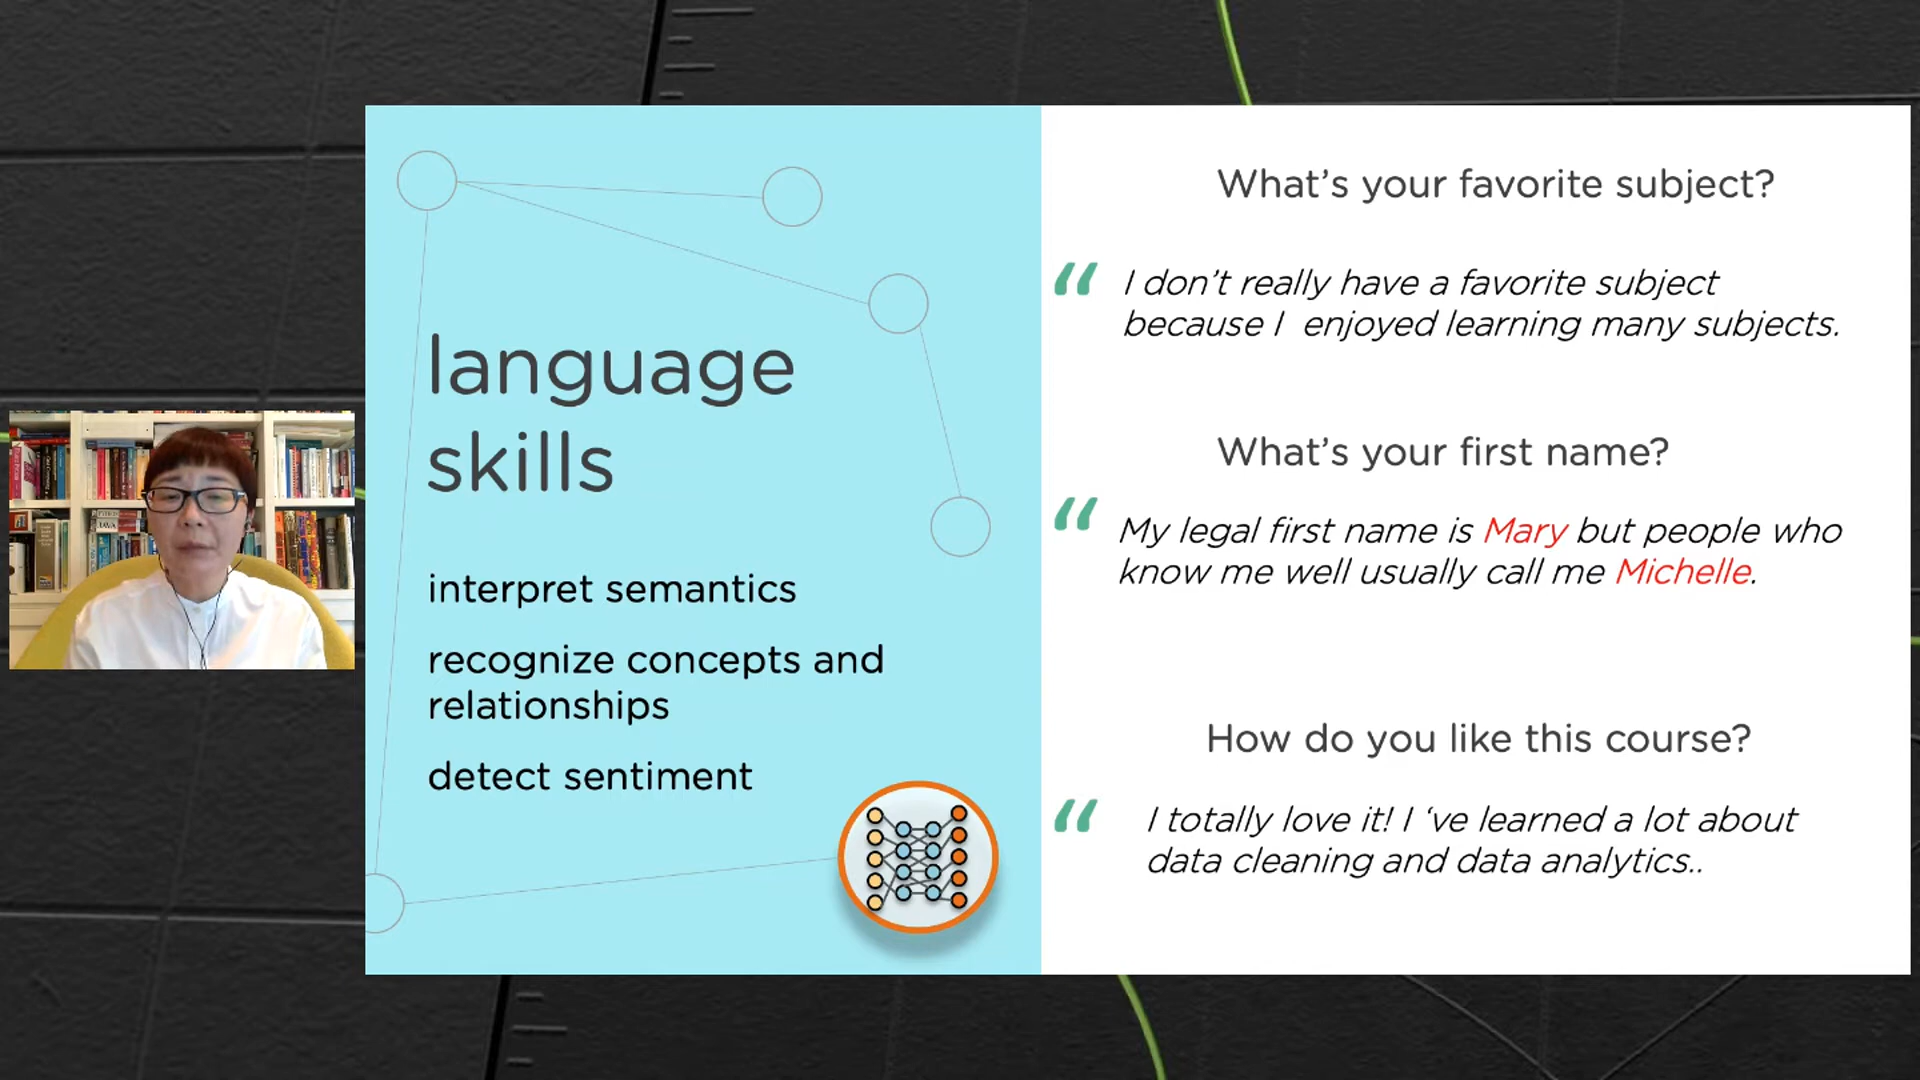 language
skills
interpret semantics
recognize concepts and
relationships
detect sentiment
What's your favorite subject?
“ I don't really have a favorite subject
because I  enjoyed learning many subjects.
What's your first name?
“ My legal first name is Mary but people who
know me well usually call me Michelle.
How do you like this course?
“ I totally love it! I ‘ve learned a lot about
data cleaning and data analytics..